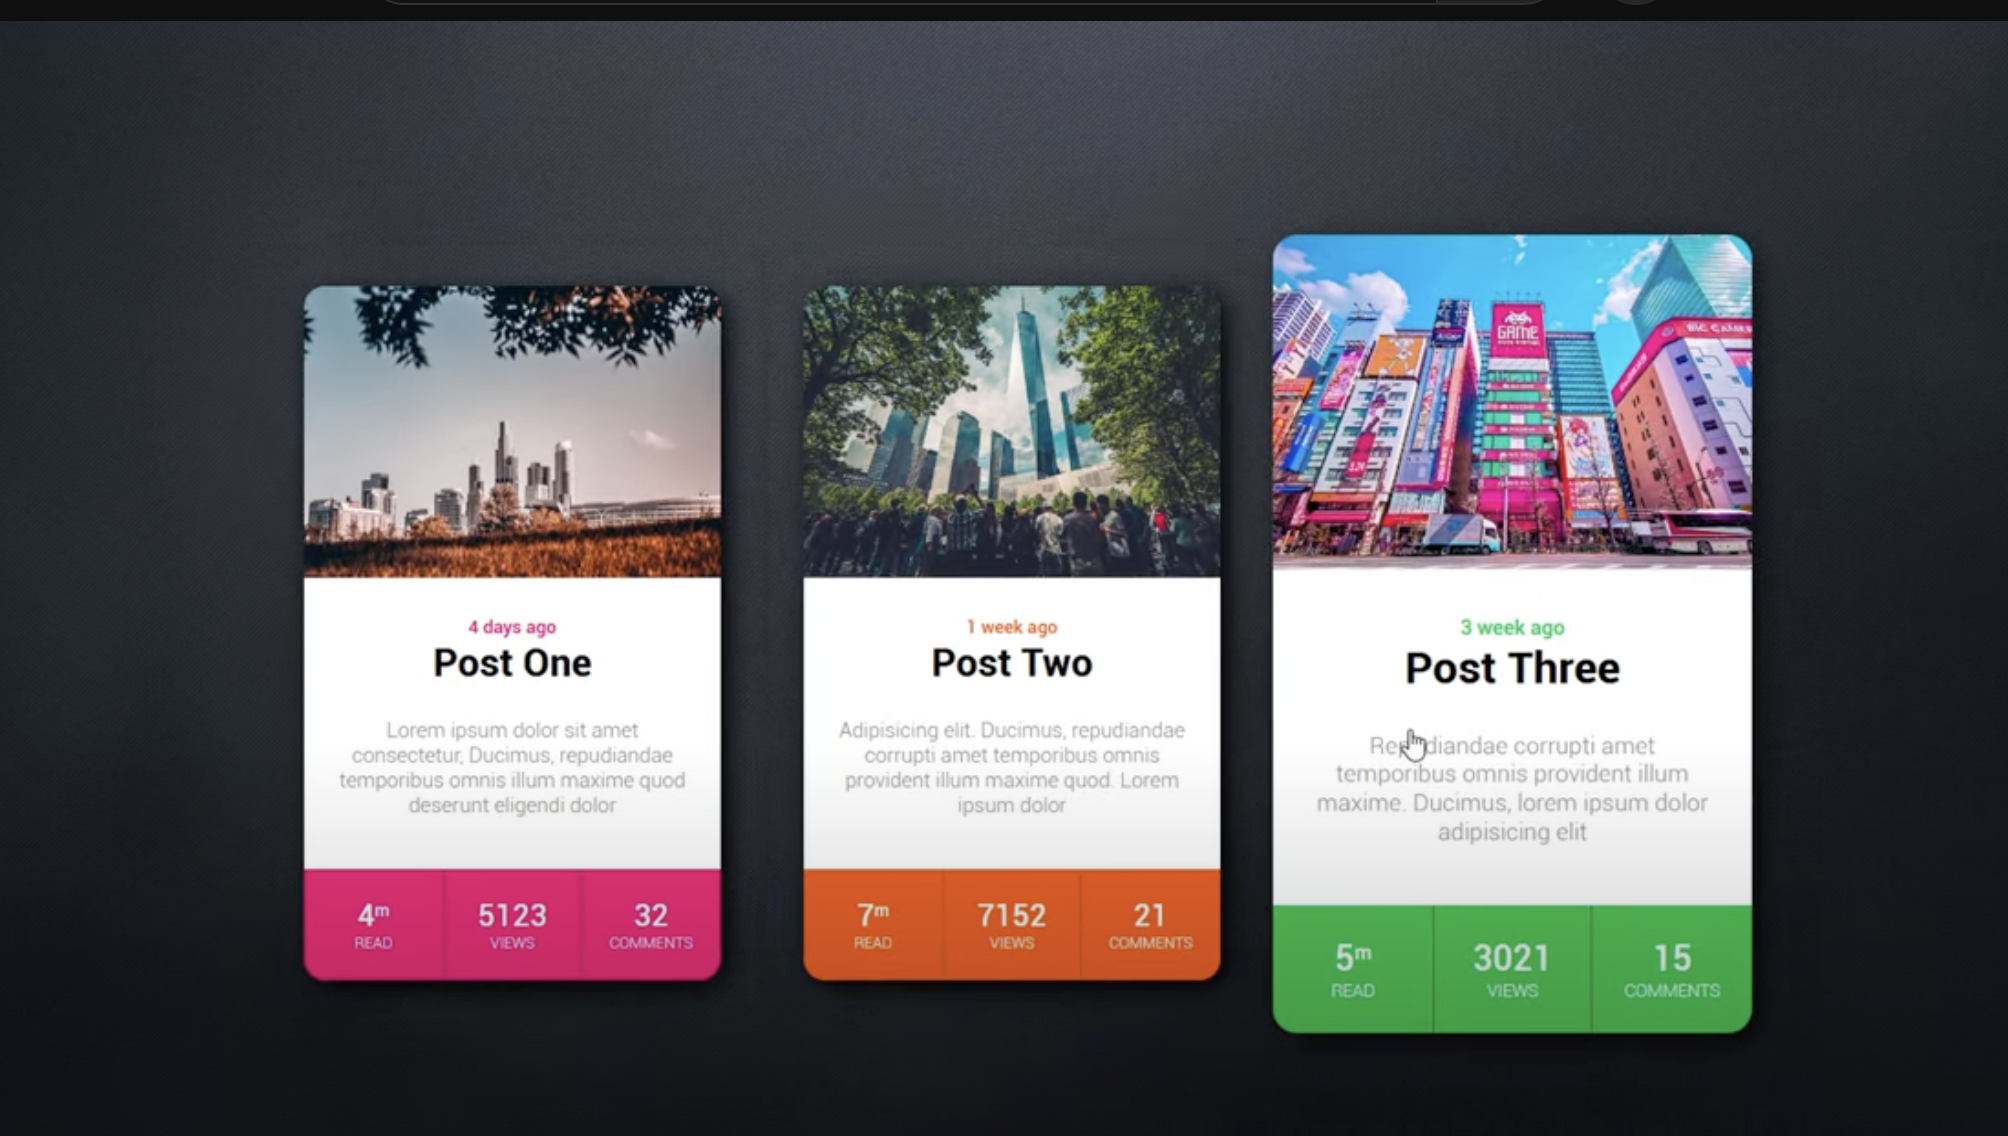 4 days ago
Post One
Lorem ipsum dolor sit amet
consectetur, Ducimus, repudiandae
temporibus omnis illum maxime quod
deserunt eligendi dolor
4m
READ
5123
VIEWS
32
COMMENTS
1 week ago
Post Two
Adipisicing elit. Ducimus, repudiandae
corrupti amet temporibus omnis
provident illum maxime quod. Lorem
ipsum dolor
7m
READ
7152
VIEWS
21
COMMENTS
GAME
BIC CAMERA
3 week ago
Post Three
Repudiandae corrupti amet
temporibus omnis provident illum
maxime. Ducimus, lorem ipsum dolor
adipisicing elit
5m
READ
3021
VIEWS
15
COMMENTS